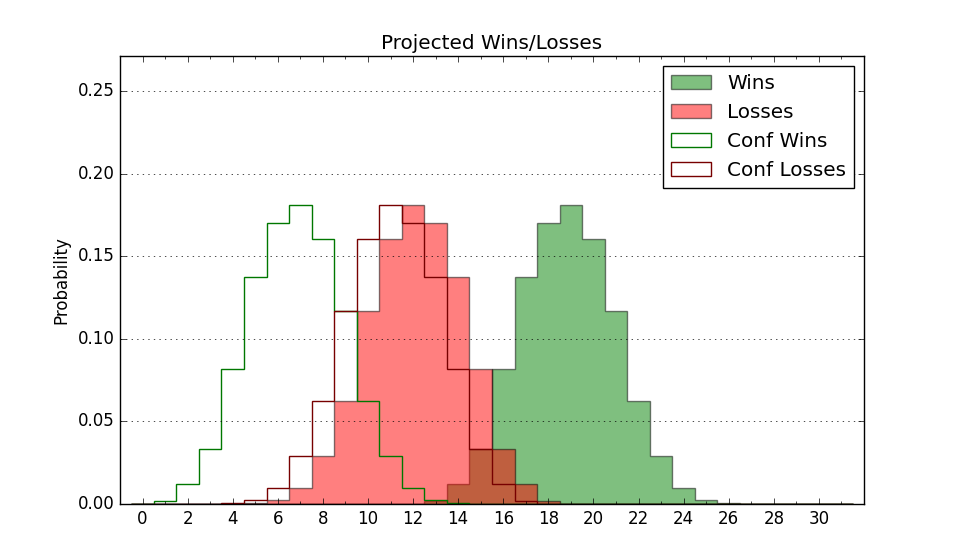 Projected Wins/Losses
Probability
0.25
0.20
0.15
0.10
0.05
0.00
0 2 4 6 8 10 12 14 16 18 20 22 24 26 28 30
Wins
Losses
Conf Wins
Conf Losses